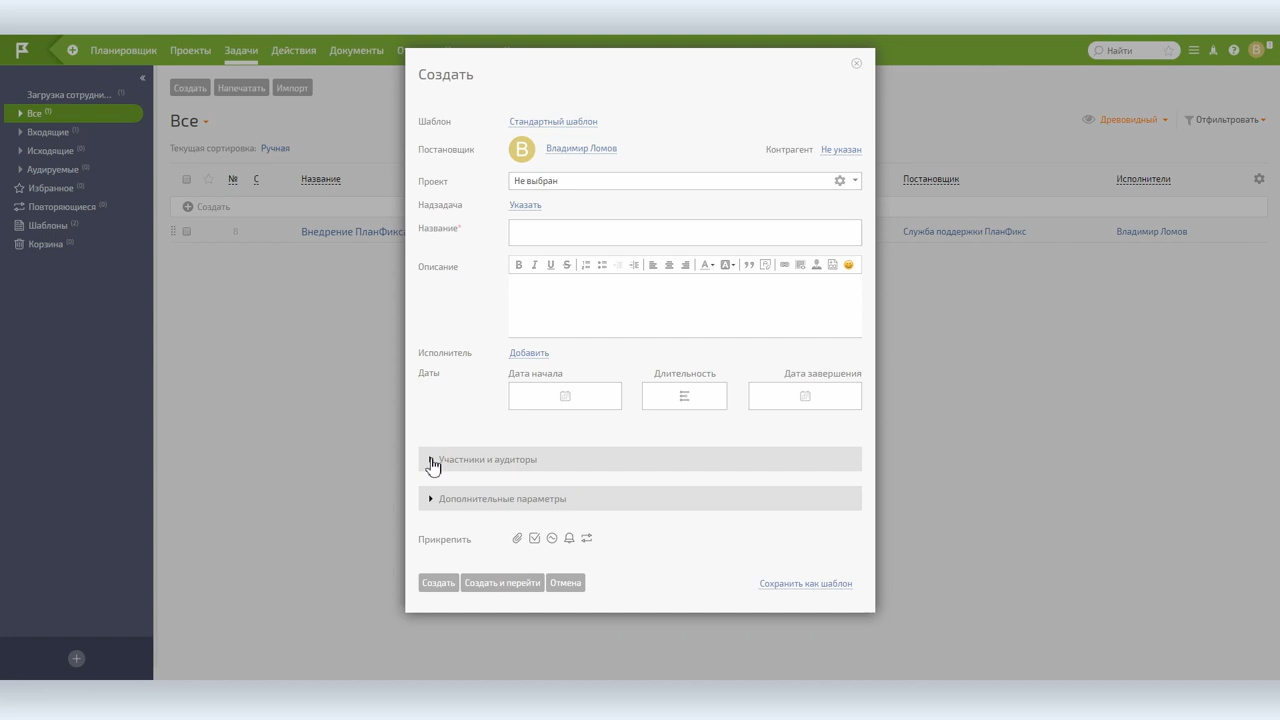 Планировщик Проекты Задачи Действия Документы О
Найти
В 1
Загрузка сотрудни... (1)
Все (1)
Входящие (1)
Исходящие (0)
Аудируемые (0)
Избранное (0)
Повторяющиеся (0)
Шаблоны (2)
Корзина (0)
Создать Напечатать Импорт
Все
Древовидный Отфильтровать
Текущая сортировка: Ручная
№ С Название Постановщик Исполнители
Создать
8 Внедрение ПланФикса Служба поддержки ПланФикс Владимир Ломов
Создать
Шаблон Стандартный шаблон
Постановщик В Владимир Ломов Контрагент Не указан
Проект Не выбран
Надзадача Указать
Название*
Описание
Исполнитель Добавить
Даты Дата начала Длительность Дата завершения
Участники и аудиторы
Дополнительные параметры
Прикрепить
Создать Создать и перейти Отмена Сохранить как шаблон